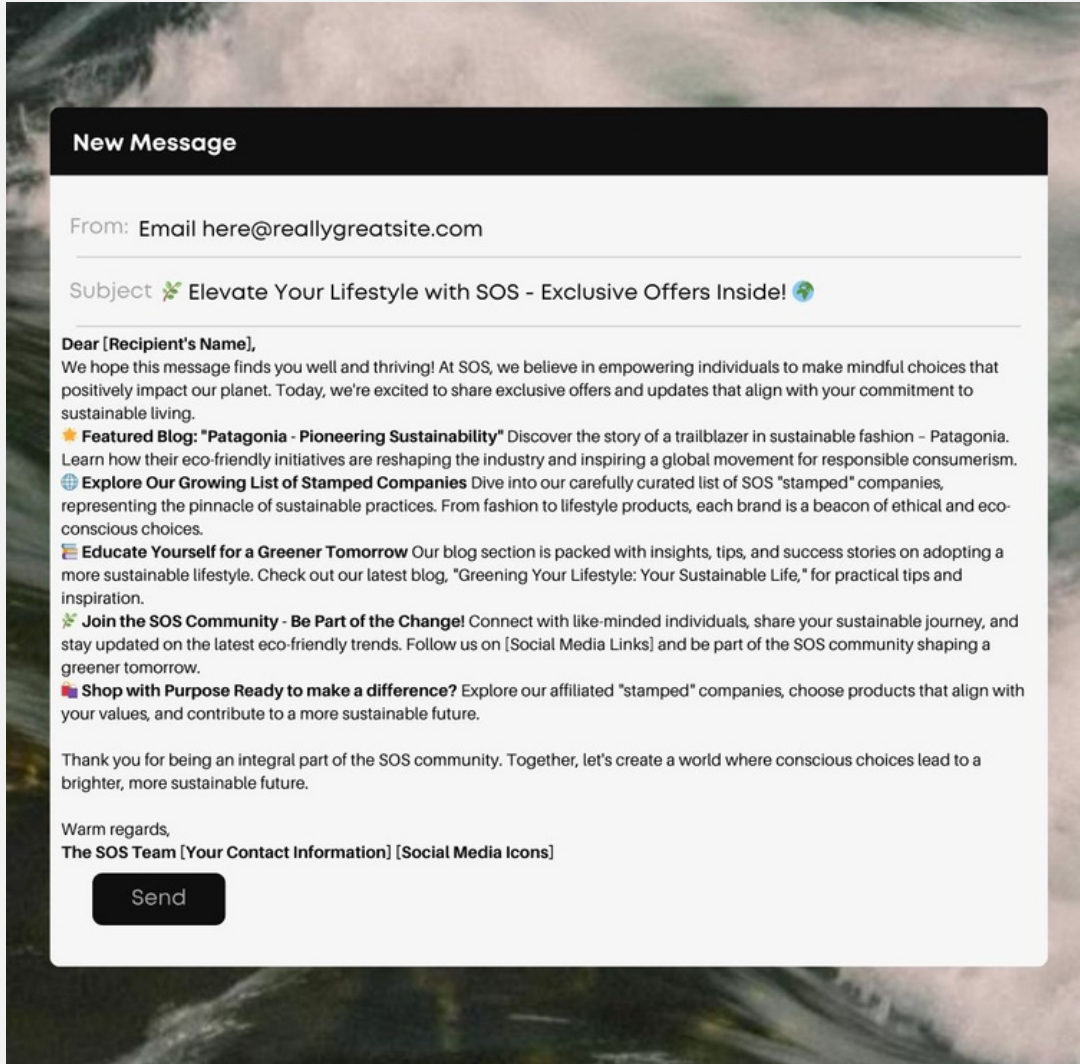 New Message
From: Email here@reallygreatsite.com
Subject 🌿 Elevate Your Lifestyle with SOS - Exclusive Offers Inside! 🌍
Dear [Recipient's Name],
We hope this message finds you well and thriving! At SOS, we believe in empowering individuals to make mindful choices that
positively impact our planet. Today, we're excited to share exclusive offers and updates that align with your commitment to
sustainable living.
🌟 Featured Blog: "Patagonia - Pioneering Sustainability" Discover the story of a trailblazer in sustainable fashion – Patagonia.
Learn how their eco-friendly initiatives are reshaping the industry and inspiring a global movement for responsible consumerism.
🌐 Explore Our Growing List of Stamped Companies Dive into our carefully curated list of SOS "stamped" companies,
representing the pinnacle of sustainable practices. From fashion to lifestyle products, each brand is a beacon of ethical and eco-
conscious choices.
📚 Educate Yourself for a Greener Tomorrow Our blog section is packed with insights, tips, and success stories on adopting a
more sustainable lifestyle. Check out our latest blog, "Greening Your Lifestyle: Your Sustainable Life," for practical tips and
inspiration.
🌿 Join the SOS Community - Be Part of the Change! Connect with like-minded individuals, share your sustainable journey, and
stay updated on the latest eco-friendly trends. Follow us on [Social Media Links] and be part of the SOS community shaping a
greener tomorrow.
🛍️ Shop with Purpose Ready to make a difference? Explore our affiliated "stamped" companies, choose products that align with
your values, and contribute to a more sustainable future.
Thank you for being an integral part of the SOS community. Together, let's create a world where conscious choices lead to a
brighter, more sustainable future.
Warm regards,
The SOS Team [Your Contact Information] [Social Media Icons]
Send